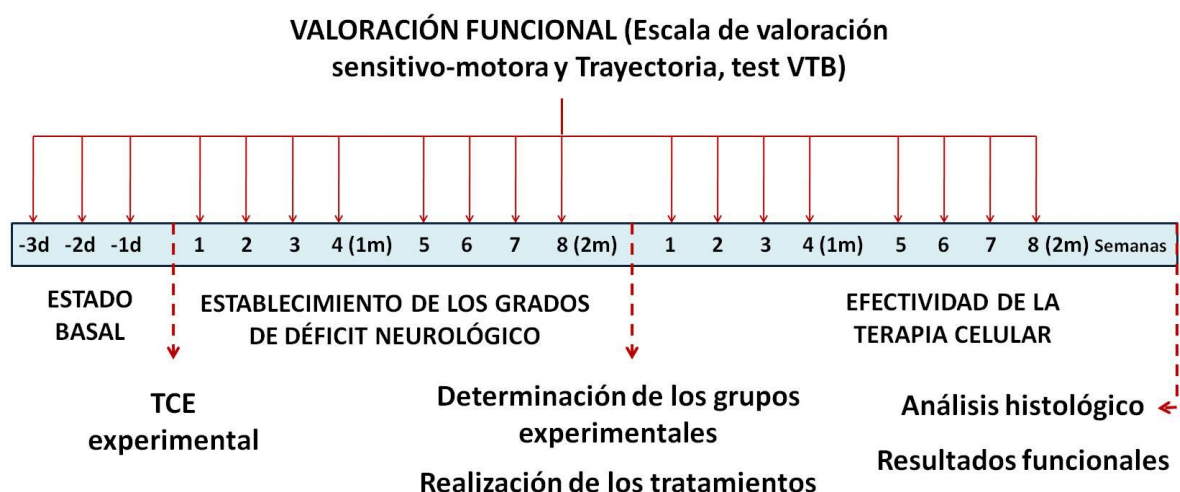 VALORACIÓN FUNCIONAL (Escala de valoración
sensitivo-motora y Trayectoria, test VTB)
-3d -2d -1d 1 2 3 4 (1m) 5 6 7 8 (2m) 1 2 3 4 (1m) 5 6 7 8 (2m) Semanas
ESTADO
BASAL
ESTABLECIMIENTO DE LOS GRADOS
DE DÉFICIT NEUROLÓGICO
EFECTIVIDAD DE LA
TERAPIA CELULAR
TCE
experimental
Determinación de los grupos
experimentales
Realización de los tratamientos
Análisis histológico
Resultados funcionales